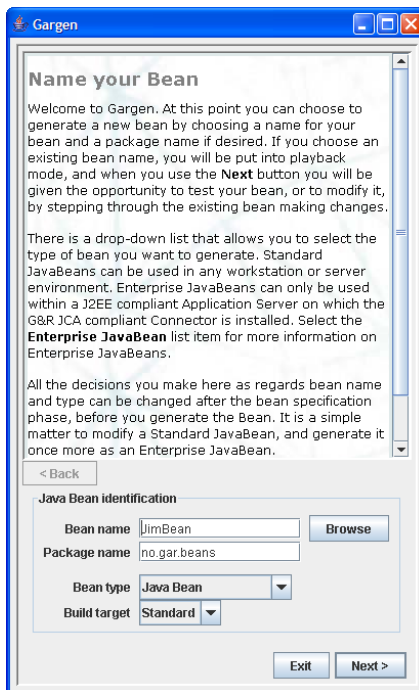 Gargen
Name your Bean
Welcome to Gargen. At this point you can choose to
generate a new bean by choosing a name for your
bean and a package name if desired. If you choose an
existing bean name, you will be put into playback
mode, and when you use the Next button you will be
given the opportunity to test your bean, or to modify it,
by stepping through the existing bean making changes.
There is a drop-down list that allows you to select the
type of bean you want to generate. Standard
JavaBeans can be used in any workstation or server
environment. Enterprise JavaBeans can only be used
within a J2EE compliant Application Server on which the
G&R JCA compliant Connector is installed. Select the
Enterprise JavaBean list item for more information on
Enterprise JavaBeans.
All the decisions you make here as regards bean name
and type can be changed after the bean specification
phase, before you generate the Bean. It is a simple
matter to modify a Standard JavaBean, and generate it
once more as an Enterprise JavaBean.
< Back
Java Bean identification
Bean name JimBean Browse
Package name no.gar.beans
Bean type Java Bean
Build target Standard
Exit Next >